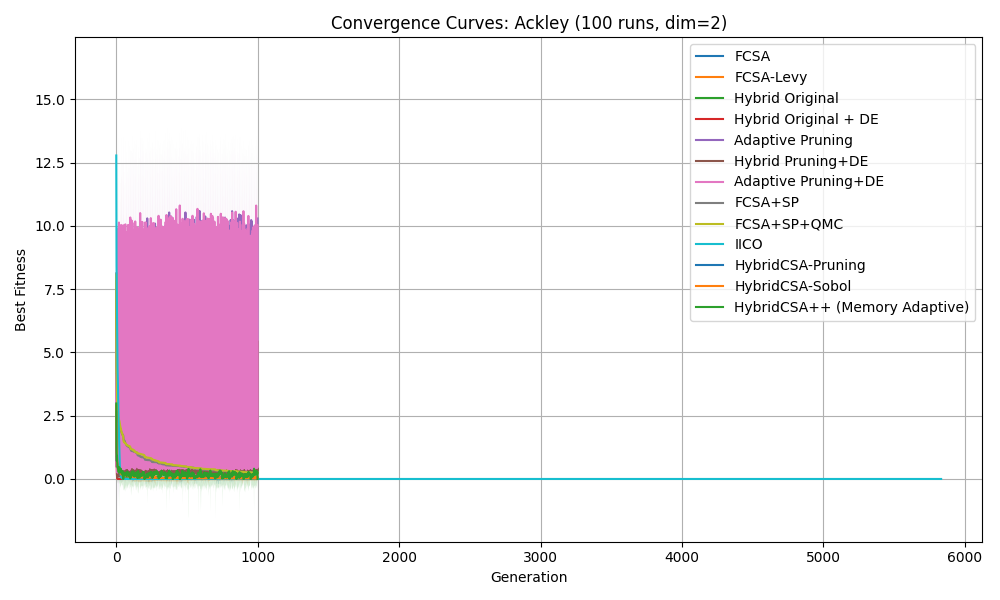 Convergence Curves: Ackley (100 runs, dim=2)
Best Fitness
15.0
12.5
10.0
7.5
5.0
2.5
0.0
0
1000
2000
3000
4000
5000
6000
Generation
FCSA
FCSA-Levy
Hybrid Original
Hybrid Original + DE
Adaptive Pruning
Hybrid Pruning+DE
Adaptive Pruning+DE
FCSA+SP
FCSA+SP+QMC
IICO
HybridCSA-Pruning
HybridCSA-Sobol
HybridCSA++ (Memory Adaptive)